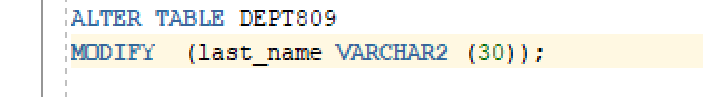 ALTER TABLE DEPT809
MODIFY  (last_name VARCHAR2 (30));